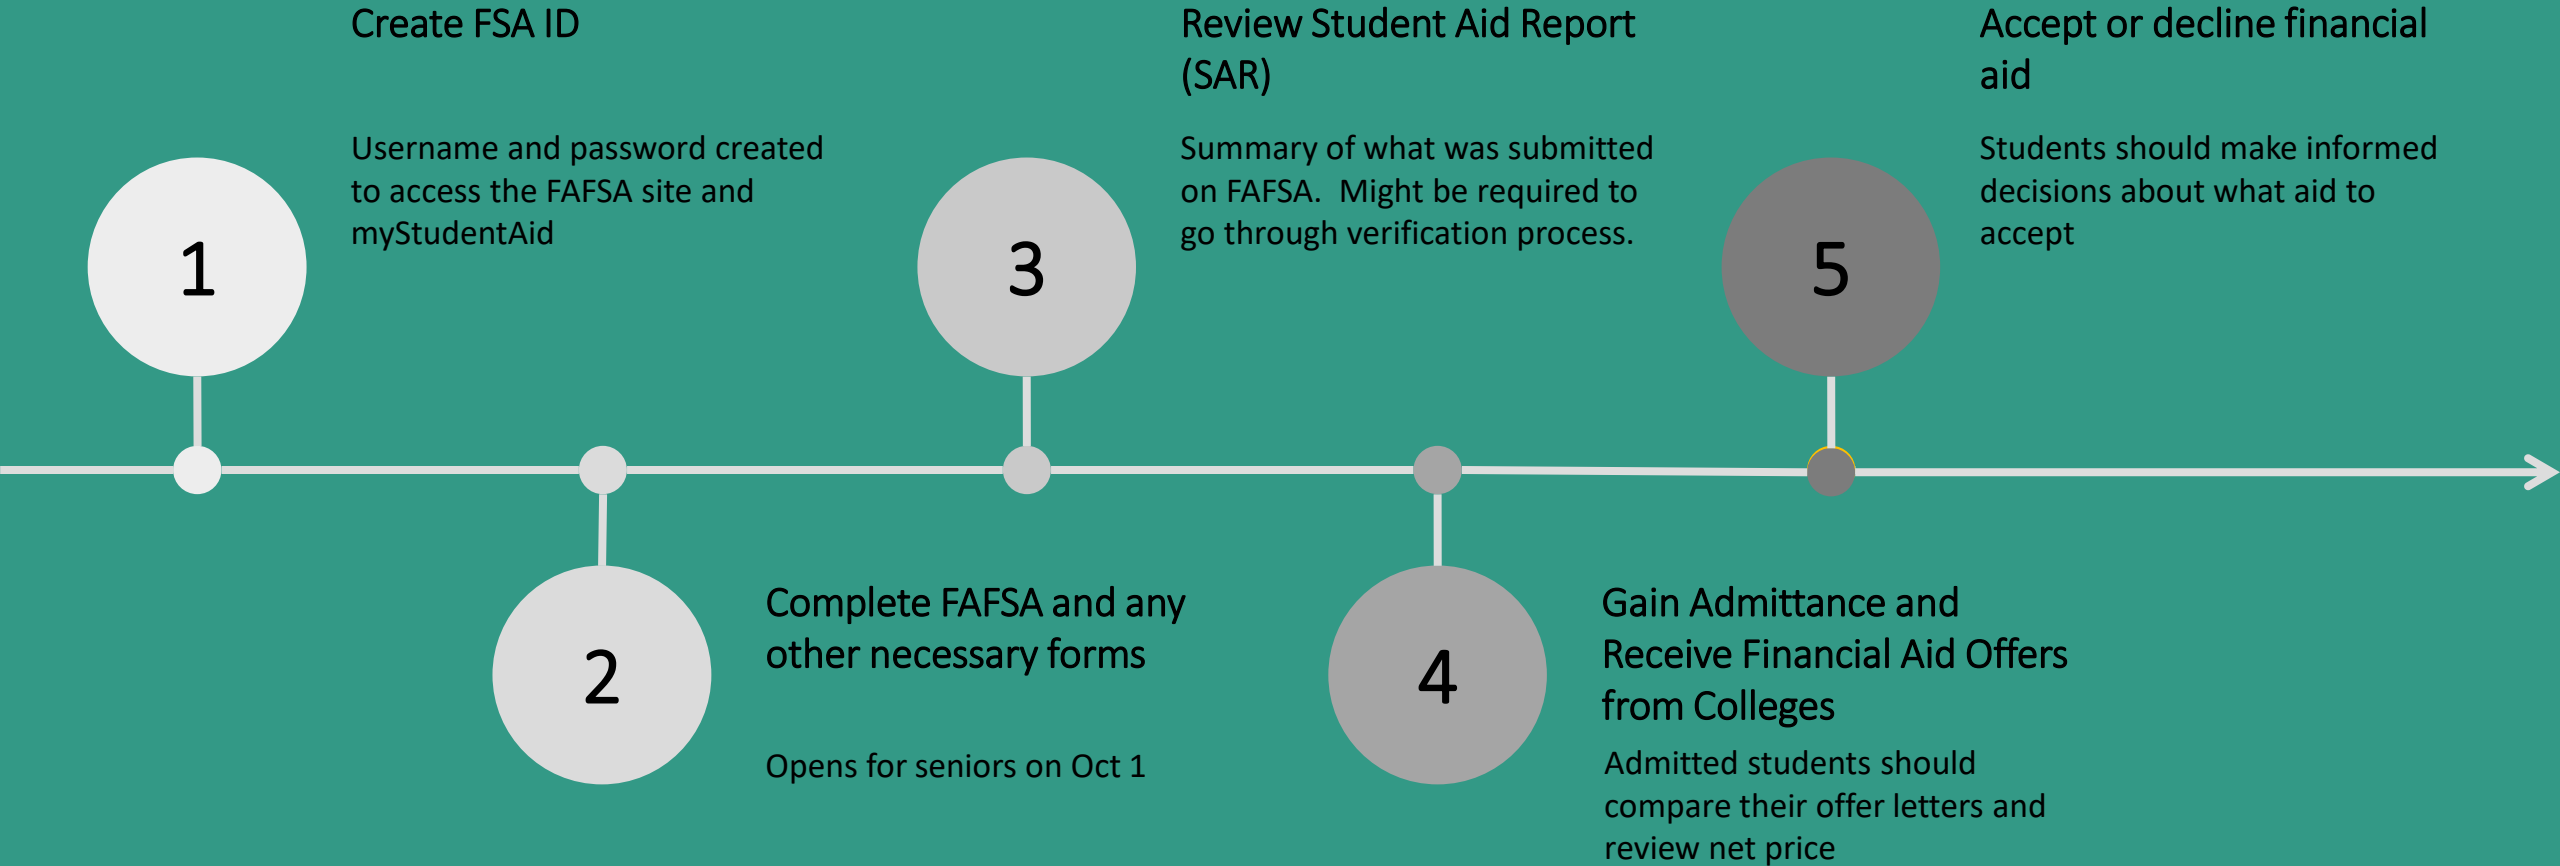 1
Create FSA ID
Username and password created
to access the FAFSA site and
myStudentAid
2
Complete FAFSA and any
other necessary forms
Opens for seniors on Oct 1
3
Review Student Aid Report
(SAR)
Summary of what was submitted
on FAFSA.  Might be required to
go through verification process.
4
Gain Admittance and
Receive Financial Aid Offers
from Colleges
Admitted students should
compare their offer letters and
review net price
5
Accept or decline financial
aid
Students should make informed
decisions about what aid to
accept